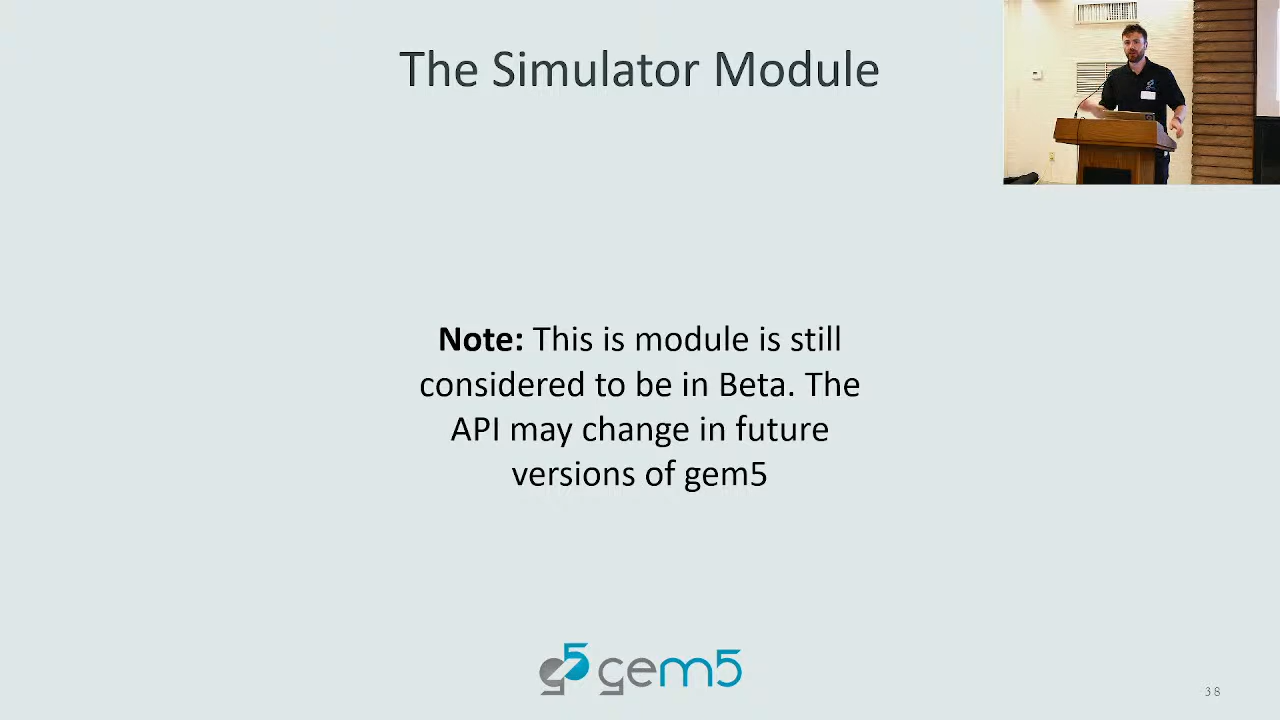 The Simulator Module
Note: This is module is still
considered to be in Beta. The
API may change in future
versions of gem5
g5 gem5
38